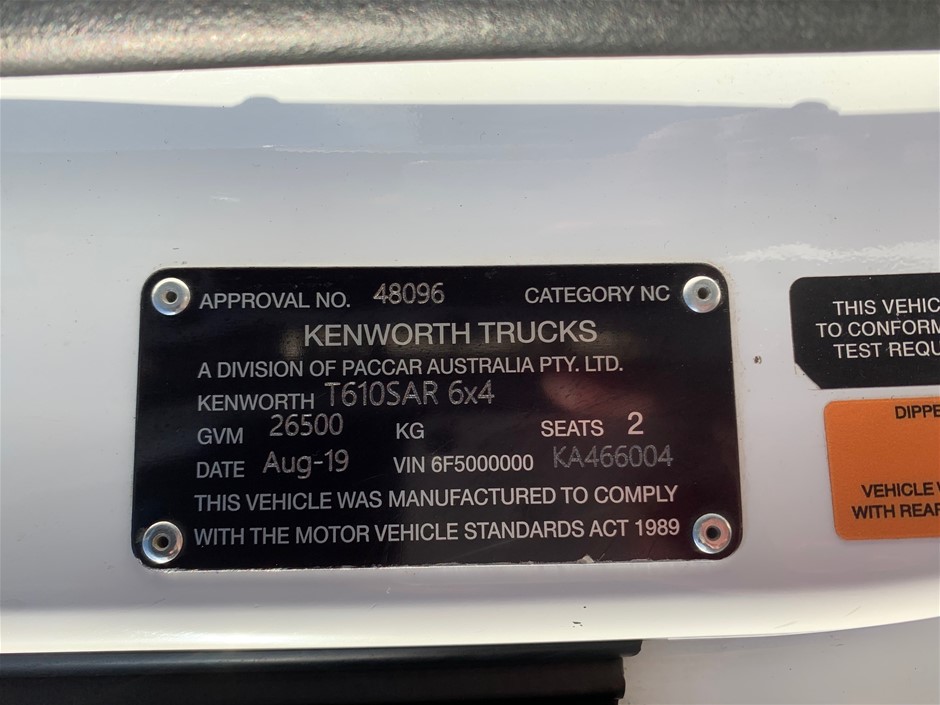 APPROVAL NO. 48096 CATEGORY NC
KENWORTH TRUCKS
A DIVISION OF PACCAR AUSTRALIA PTY. LTD.
KENWORTH T610SAR 6x4
GVM 26500 KG SEATS 2
DATE Aug-19 VIN 6F5000000 KA466004
THIS VEHICLE WAS MANUFACTURED TO COMPLY
WITH THE MOTOR VEHICLE STANDARDS ACT 1989
THIS VEHIC
TO CONFORM
TEST REQU
DIPPE
VEHICLE
WITH REAR